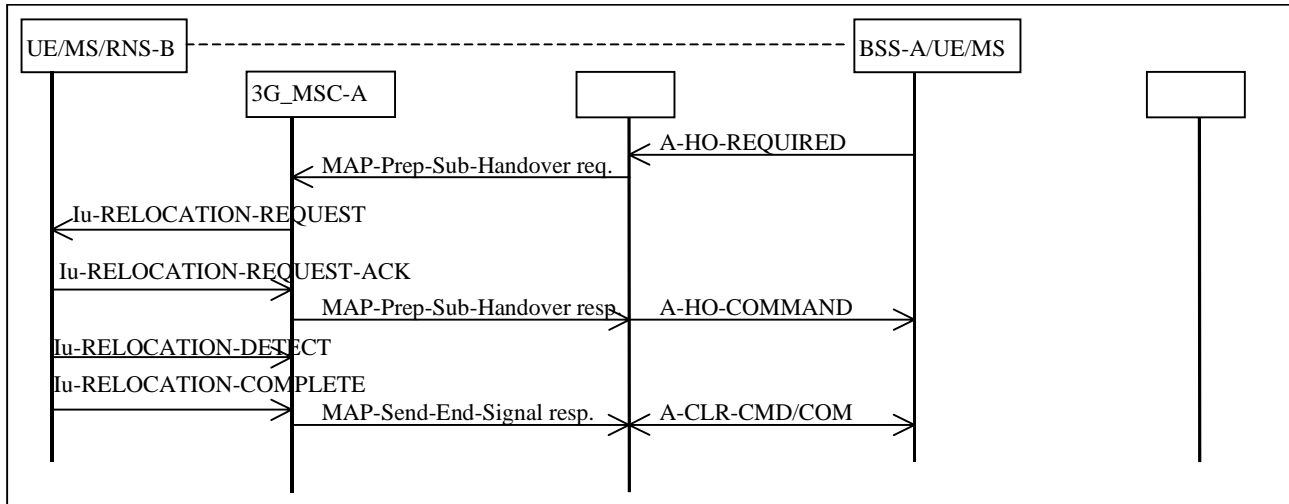 UE/MS/RNS-B
BSS-A/UE/MS
3G_MSC-A
A-HO-REQUIRED
MAP-Prep-Sub-Handover req.
Iu-RELOCATION-REQUEST
Iu-RELOCATION-REQUEST-ACK
MAP-Prep-Sub-Handover resp.
A-HO-COMMAND
Iu-RELOCATION-DETECT
Iu-RELOCATION-COMPLETE
MAP-Send-End-Signal resp.
A-CLR-CMD/COM